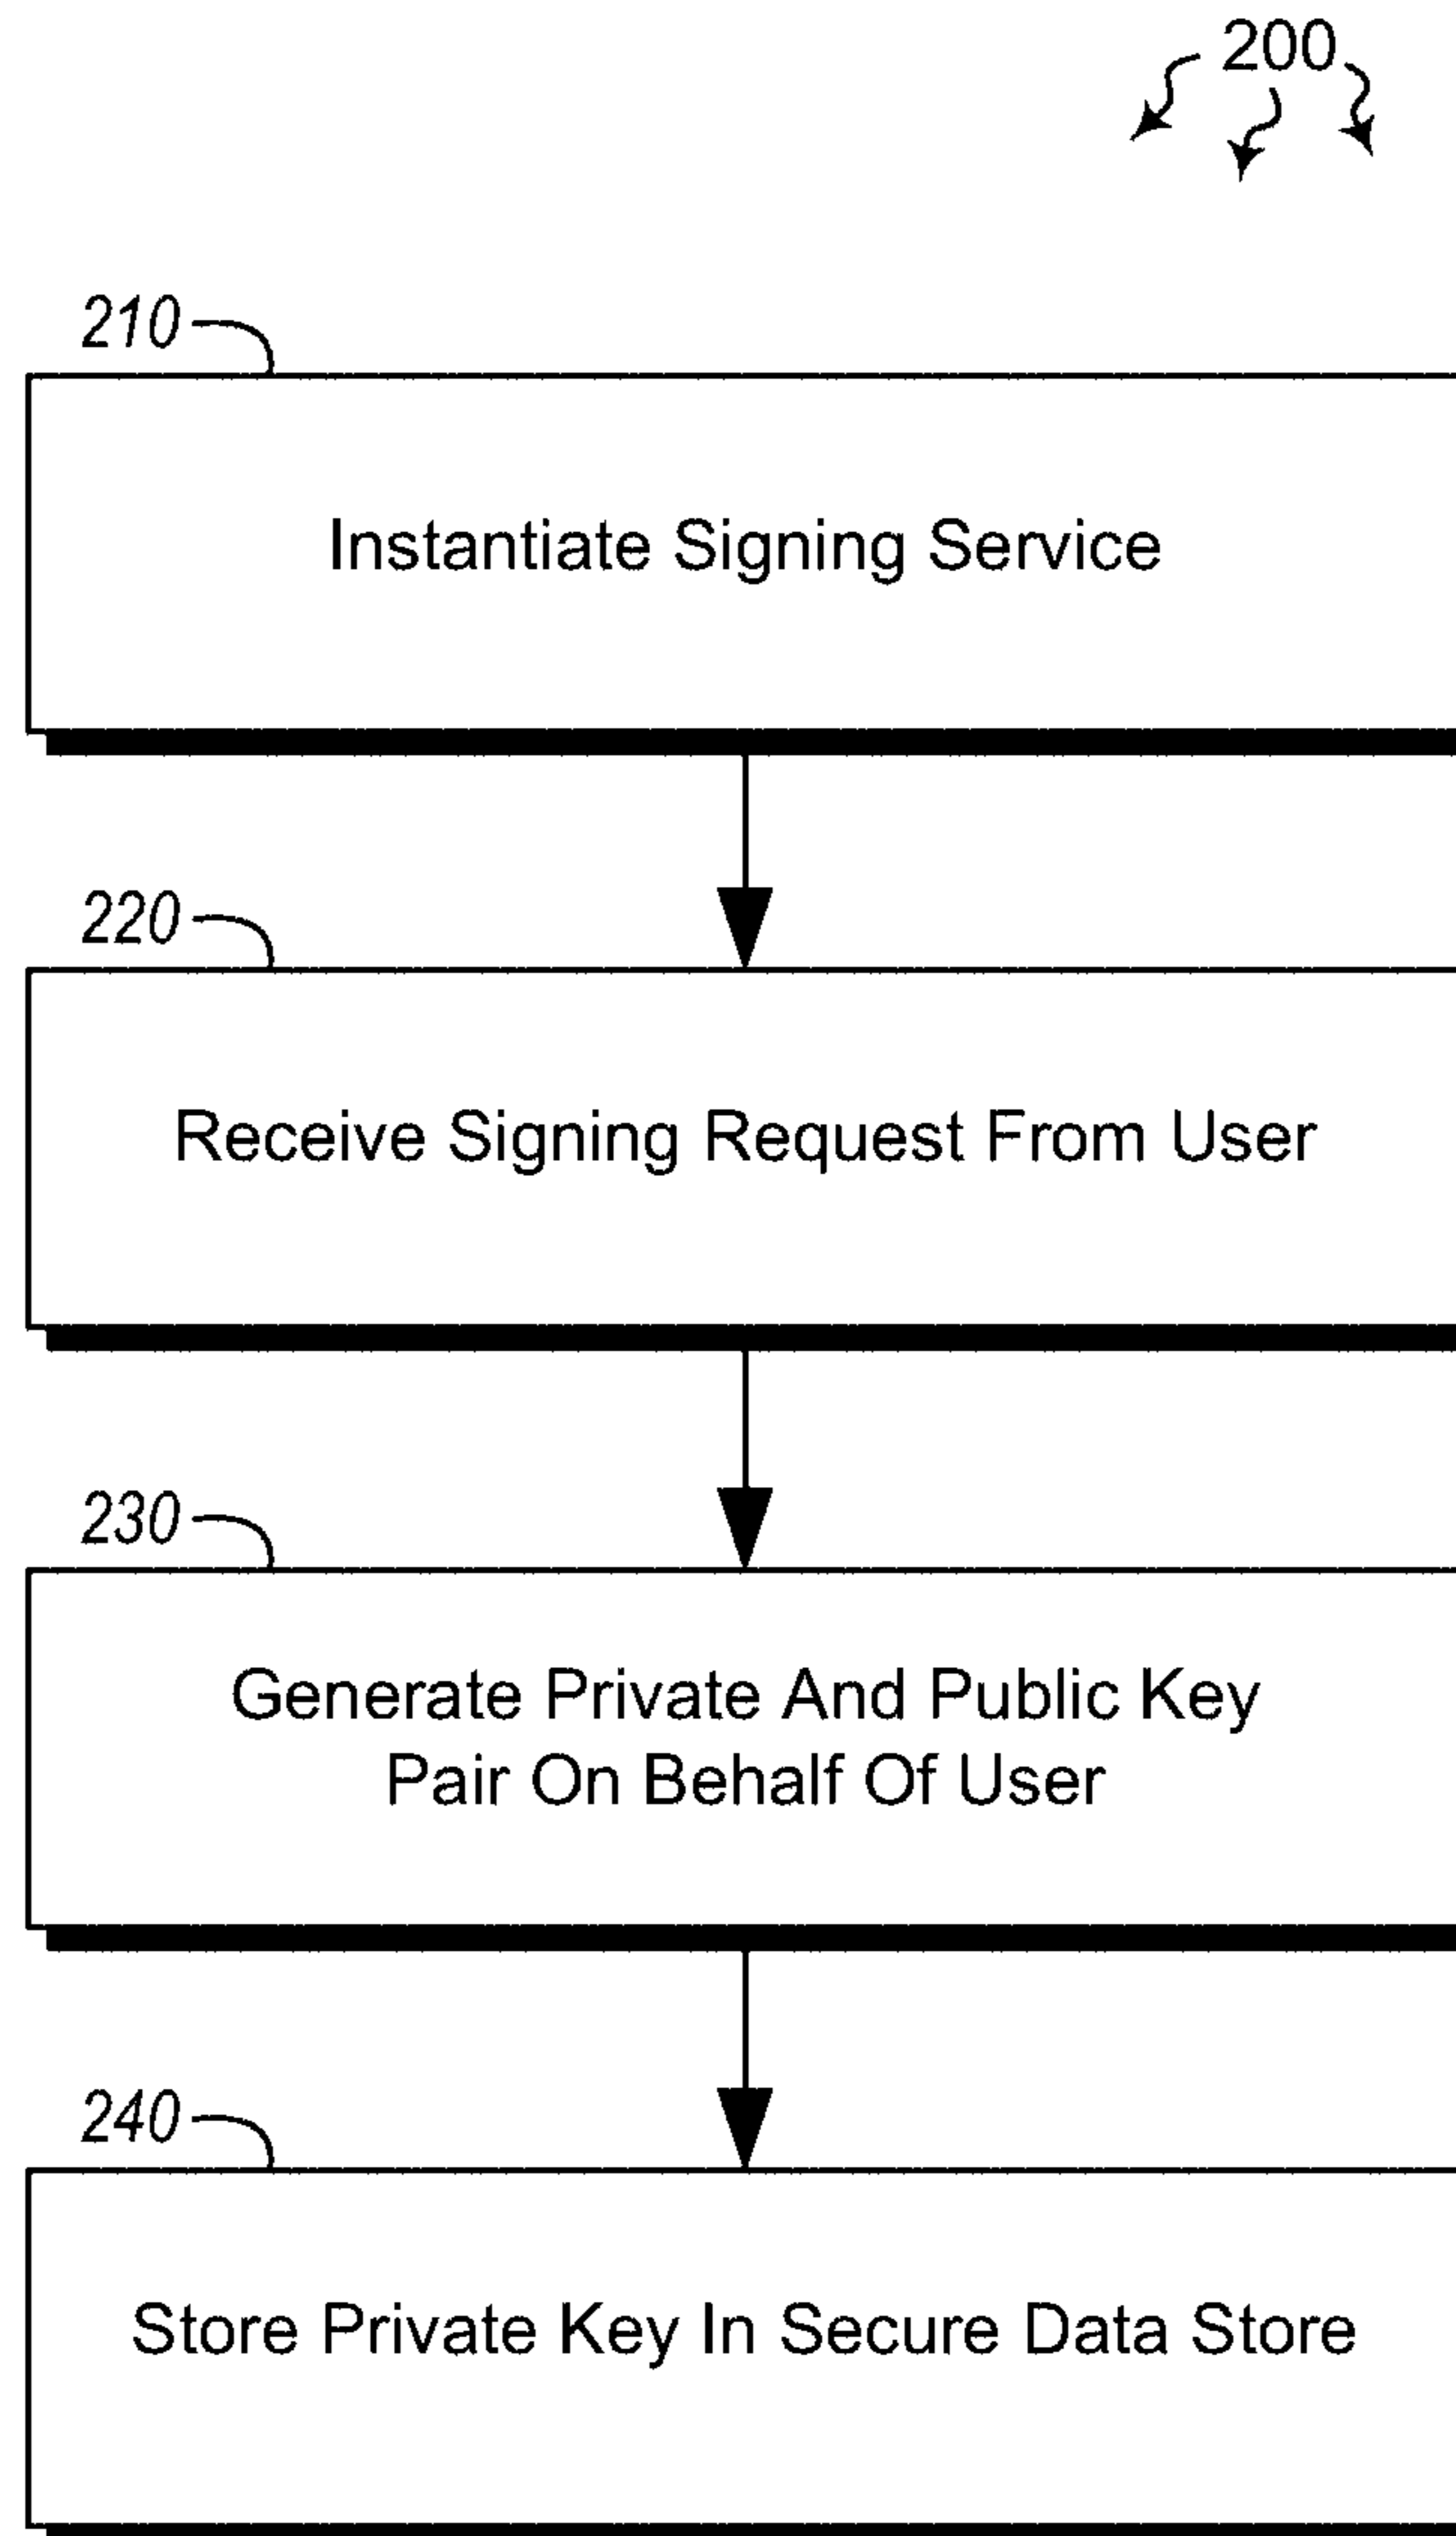 200
210
Instantiate Signing Service
220
Receive Signing Request From User
230
Generate Private And Public Key
Pair On Behalf Of User
240
Store Private Key In Secure Data Store